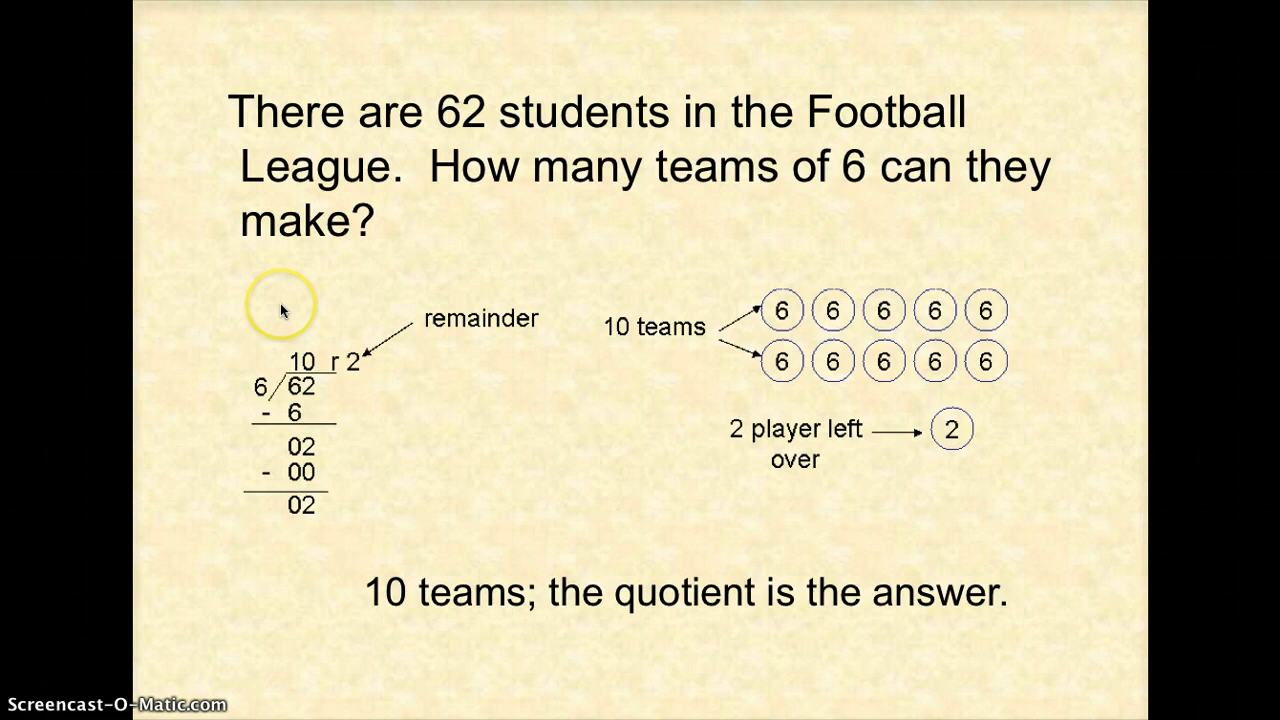 There are 62 students in the Football
League.  How many teams of 6 can they
make?
remainder
10 r 2
6 62
- 6
02
- 00
02
10 teams
6 6 6 6 6
6 6 6 6 6
2 player left
over
2
10 teams; the quotient is the answer.
Screencast-O-Matic.com